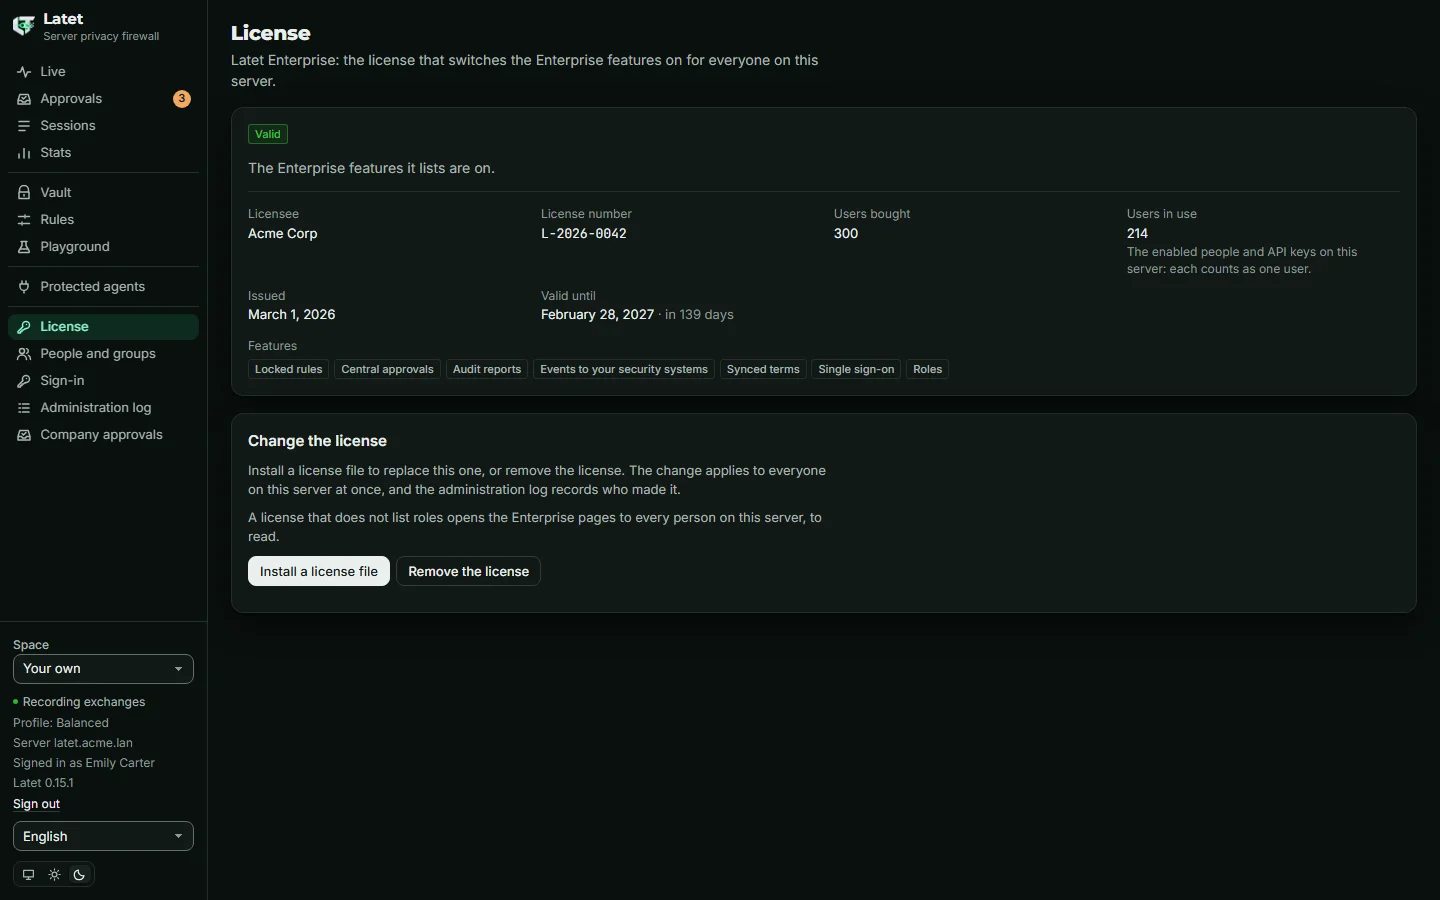 Latet
Server privacy firewall
Live
Approvals
3
Sessions
Stats
Vault
Rules
Playground
Protected agents
License
People and groups
Sign-in
Administration log
Company approvals
Space
Your own
Recording exchanges
Profile: Balanced
Server latet.acme.lan
Signed in as Emily Carter
Latet 0.15.1
Sign out
English
License
Latet Enterprise: the license that switches the Enterprise features on for everyone on this
server.
Valid
The Enterprise features it lists are on.
Licensee
Acme Corp
License number
L-2026-0042
Users bought
300
Users in use
214
The enabled people and API keys on this
server: each counts as one user.
Issued
March 1, 2026
Valid until
February 28, 2027 · in 139 days
Features
Locked rules
Central approvals
Audit reports
Events to your security systems
Synced terms
Single sign-on
Roles
Change the license
Install a license file to replace this one, or remove the license. The change applies to everyone
on this server at once, and the administration log records who made it.
A license that does not list roles opens the Enterprise pages to every person on this server, to
read.
Install a license file
Remove the license